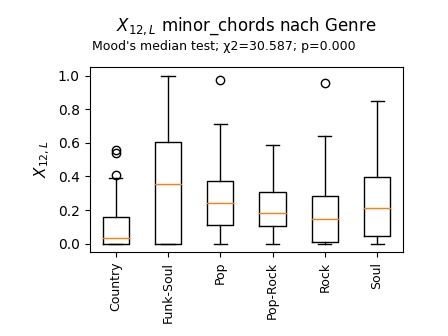 X12,L minor_chords nach Genre
Mood's median test; χ2=30.587; p=0.000
X12,L
1.0
0.8
0.6
0.4
0.2
0.0
Country
Funk-Soul
Pop
Pop-Rock
Rock
Soul